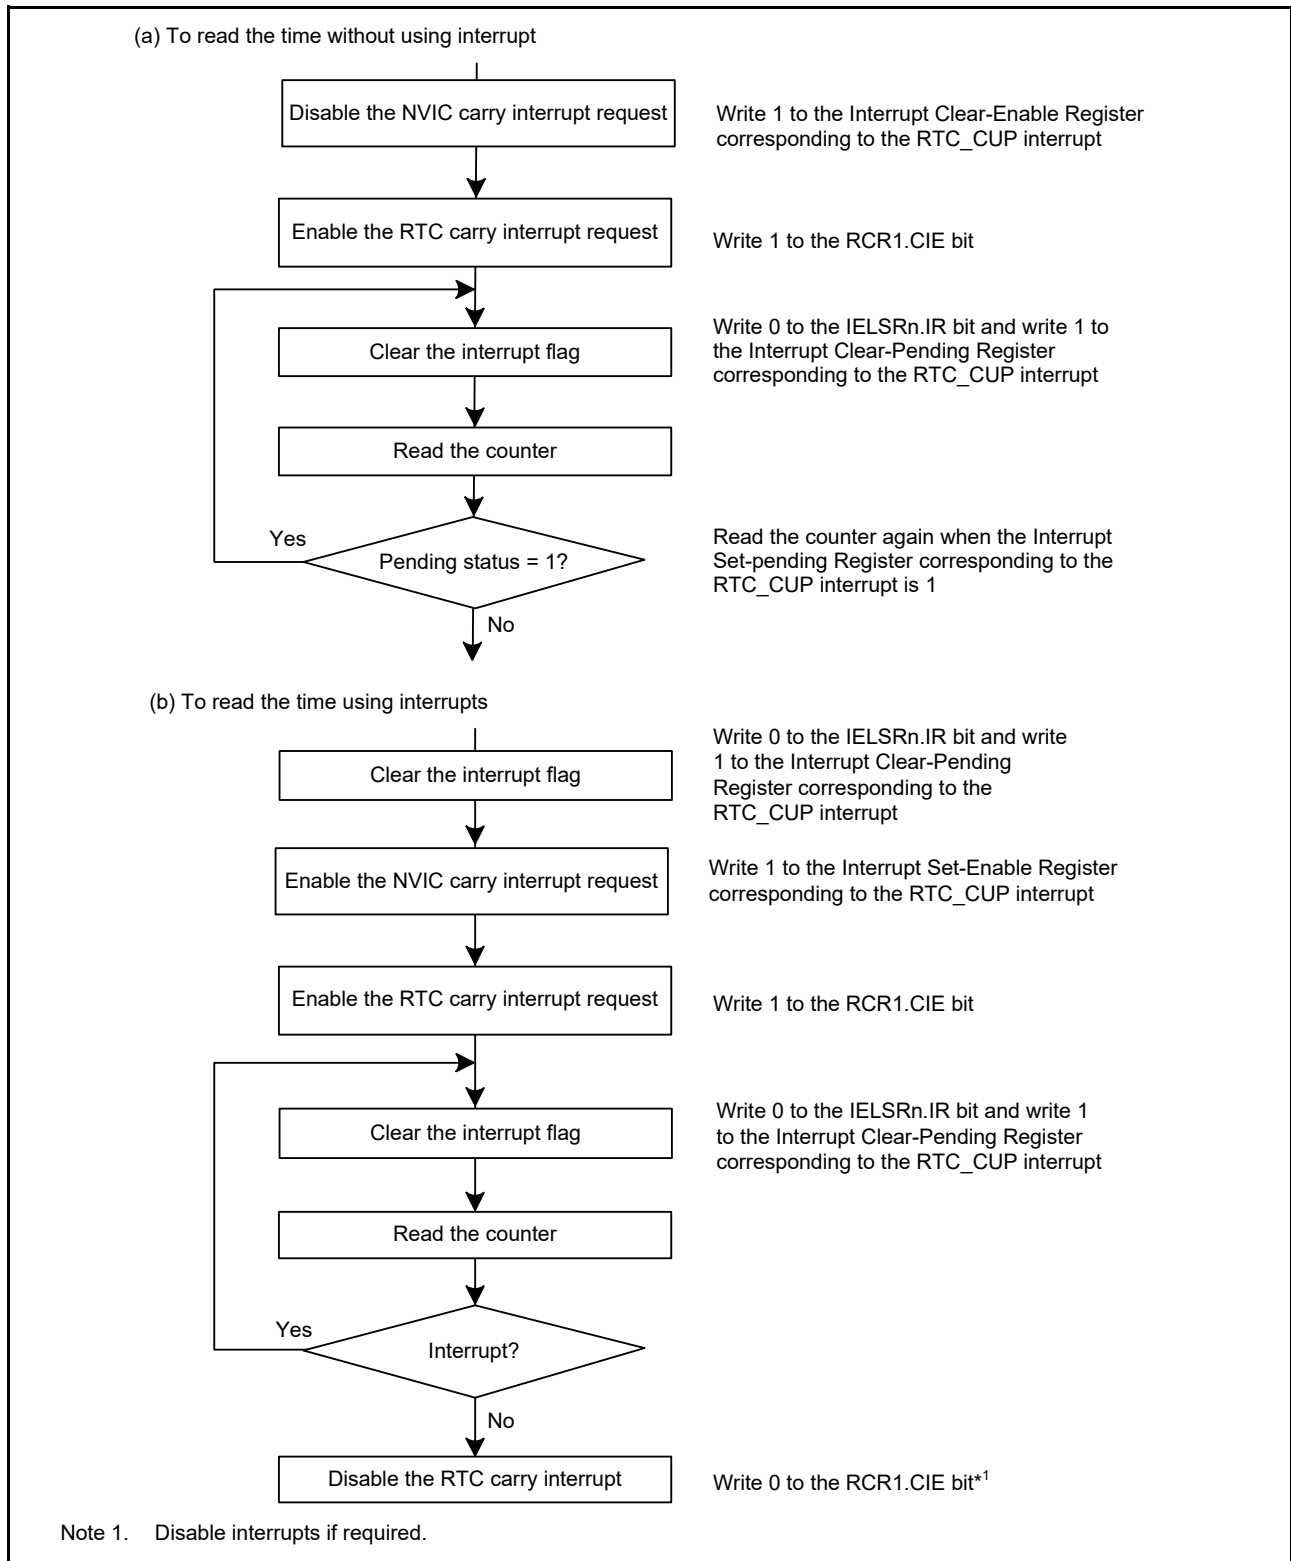 (a) To read the time without using interrupt
Disable the NVIC carry interrupt request
Write 1 to the Interrupt Clear-Enable Register
corresponding to the RTC_CUP interrupt
Enable the RTC carry interrupt request
Write 1 to the RCR1.CIE bit
Clear the interrupt flag
Write 0 to the IELSRn.IR bit and write 1 to
the Interrupt Clear-Pending Register
corresponding to the RTC_CUP interrupt
Read the counter
Yes
Pending status = 1?
Read the counter again when the Interrupt
Set-pending Register corresponding to the
RTC_CUP interrupt is 1
No
(b) To read the time using interrupts
Clear the interrupt flag
Write 0 to the IELSRn.IR bit and write
1 to the Interrupt Clear-Pending
Register corresponding to the
RTC_CUP interrupt
Enable the NVIC carry interrupt request
Write 1 to the Interrupt Set-Enable Register
corresponding to the RTC_CUP interrupt
Enable the RTC carry interrupt request
Write 1 to the RCR1.CIE bit
Clear the interrupt flag
Write 0 to the IELSRn.IR bit and write 1
to the Interrupt Clear-Pending Register
corresponding to the RTC_CUP interrupt
Read the counter
Yes
Interrupt?
No
Disable the RTC carry interrupt
Write 0 to the RCR1.CIE bit*1
Note 1. Disable interrupts if required.